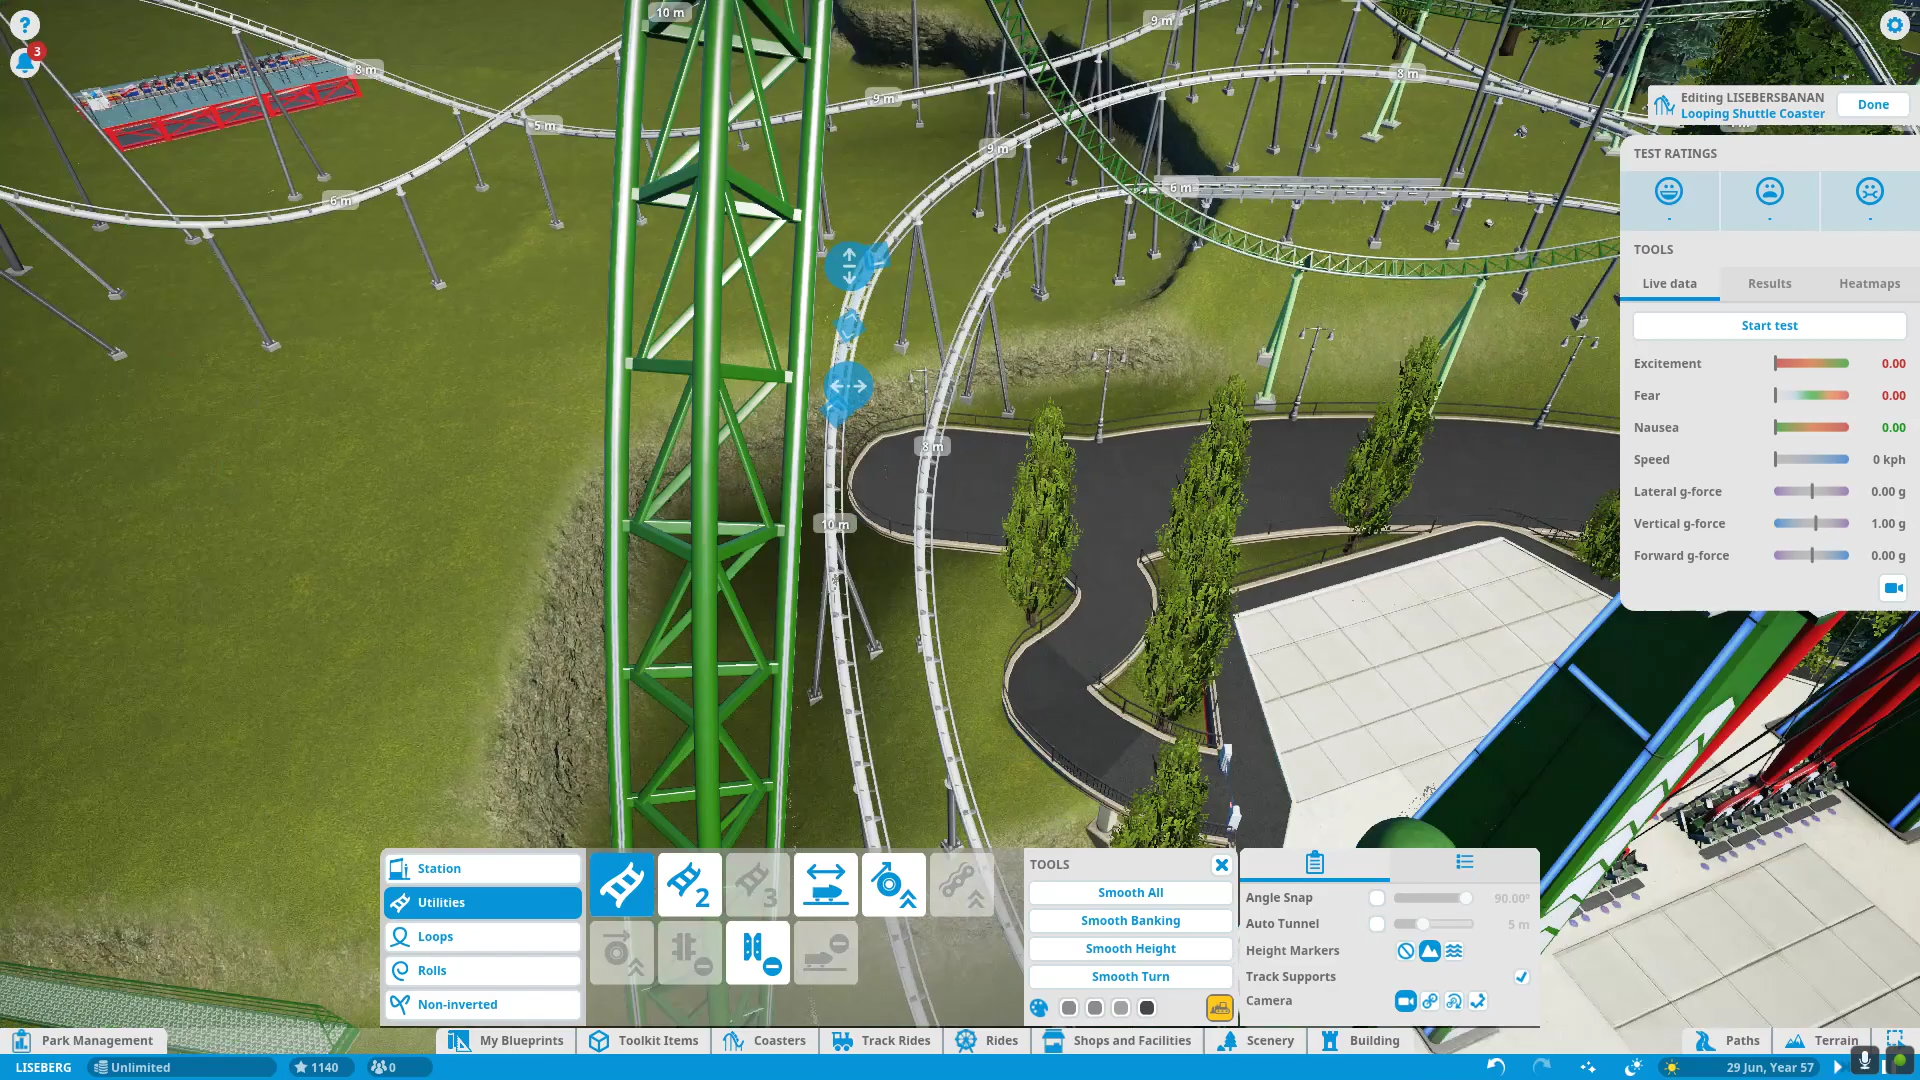 10 m
9 m
8 m
3
8 m
9 m
5 m
9 m
6 m
6 m
8 m
10 m
Editing LISEBERSBANAN
Looping Shuttle Coaster
Done
TEST RATINGS
- - -
TOOLS
Live data Results Heatmaps
Start test
Excitement 0.00
Fear 0.00
Nausea 0.00
Speed 0 kph
Lateral g-force 0.00 g
Vertical g-force 1.00 g
Forward g-force 0.00 g
Station
Utilities
Loops
Rolls
Non-inverted
2
3
TOOLS
Smooth All
Smooth Banking
Smooth Height
Smooth Turn
Angle Snap 90.00°
Auto Tunnel 5 m
Height Markers
Track Supports
Camera
Park Management
My Blueprints
Toolkit Items
Coasters
Track Rides
Rides
Shops and Facilities
Scenery
Building
Paths
Terrain
LISEBERG
Unlimited
1140
0
29 Jun, Year 57